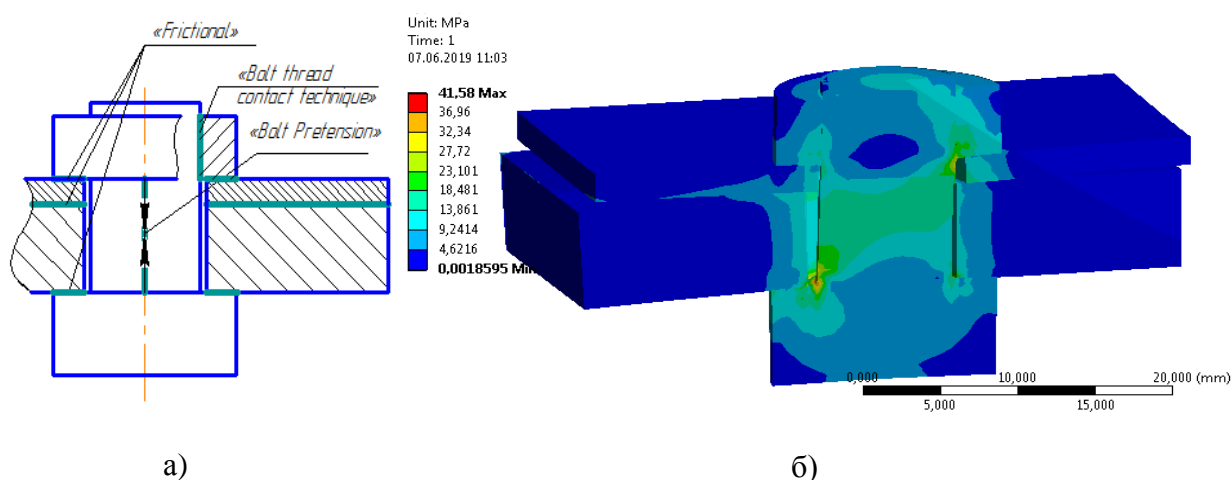 «Frictional»
«Bolt thread
contact technique»
«Bolt Pretension»
Unit: MPa
Time: 1
07.06.2019 11:03
41,58 Max
36,96
32,34
27,72
23,101
18,481
13,861
9,2414
4,6216
0,0018595 Min
0,000
10,000
20,000 (mm)
5,000
15,000
а)
б)